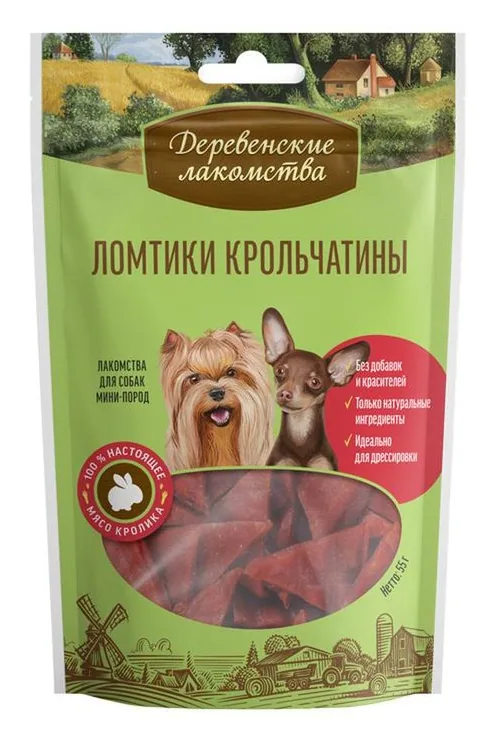 Деревенские
лакомства
ЛОМТИКИ КРОЛЬЧАТИНЫ
ЛАКОМСТВА
ДЛЯ СОБАК
МИНИ-ПОРОД
Без добавок
и красителей
Только натуральные
ингредиенты
Идеально
для дрессировки
100% НАСТОЯЩЕЕ
МЯСО КРОЛИКА
Нетто: 55 г